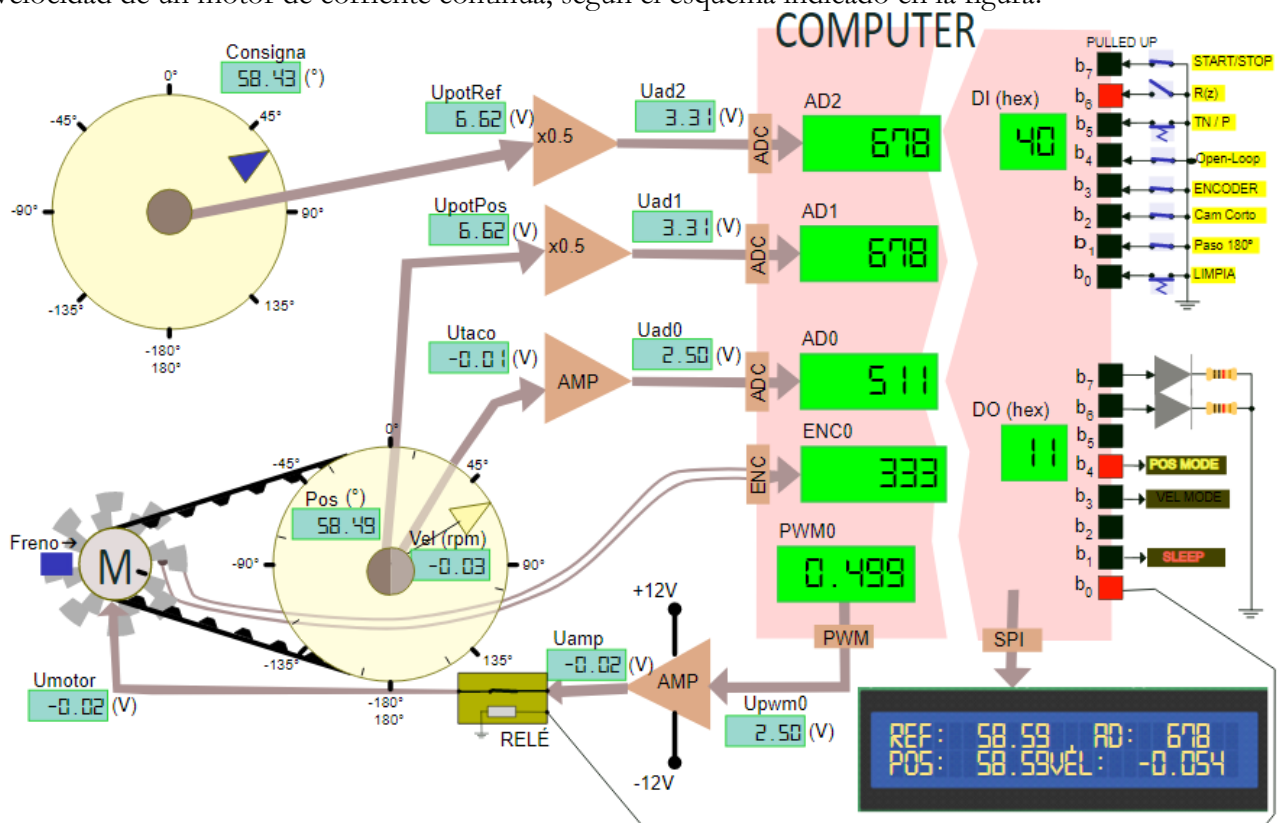 velocidad de un motor de corriente continua, según el esquema indicado en la figura:
COMPUTER
Consigna
58.43 (°)
0°
45°
90°
135°
-180°
180°
-135°
-90°
-45°
UpotRef
6.62 (V)
x0.5
Uad2
3.31 (V)
ADC
AD2
678
UpotPos
6.62 (V)
x0.5
Uad1
3.31 (V)
ADC
AD1
678
Utaco
-0.01 (V)
AMP
Uad0
2.50 (V)
ADC
AD0
511
ENC
ENC0
333
PWM0
0.499
PWM
DI (hex)
40
PULLED UP
b7 START/STOP
b6 R(z)
b5 TN / P
b4 Open-Loop
b3 ENCODER
b2 Cam Corto
b1 Paso 180º
b0 LIMPIA
DO (hex)
11
b7
b6
b5
b4 POS MODE
b3 VEL MODE
b2
b1 SLEEP
b0
SPI
0°
45°
90°
135°
-180°
180°
-135°
-90°
-45°
Pos (°)
58.49
Vel (rpm)
-0.03
Freno
M
Umotor
-0.02 (V)
RELÉ
Uamp
-0.02 (V)
+12V
AMP
-12V
Upwm0
2.50 (V)
REF: 58.59 , AD: 678
POS: 58.59VEL: -0.054